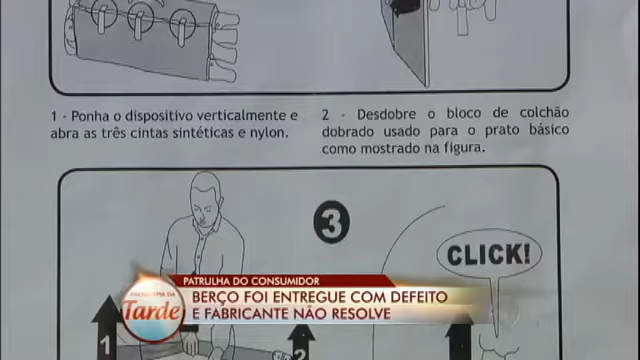 1 - Ponha o dispositivo verticalmente e
abra as três cintas sintéticas e nylon.
2 - Desdobre o bloco de colchão
dobrado usado para o prato básico
como mostrado na figura.
3
CLICK!
1
2
PATRULHA DO CONSUMIDOR
PROGRAMA DA
Tarde
BERÇO FOI ENTREGUE COM DEFEITO
E FABRICANTE NÃO RESOLVE